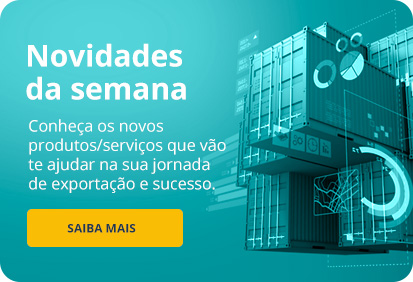 Novidades
da semana
Conheça os novos
produtos/serviços que vão
te ajudar na sua jornada
de exportação e sucesso.
SAIBA MAIS